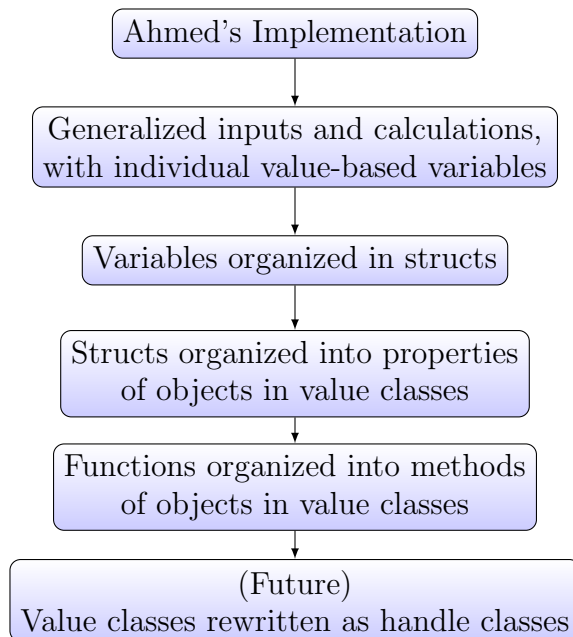 Ahmed's Implementation
Generalized inputs and calculations,
with individual value-based variables
Variables organized in structs
Structs organized into properties
of objects in value classes
Functions organized into methods
of objects in value classes
(Future)
Value classes rewritten as handle classes